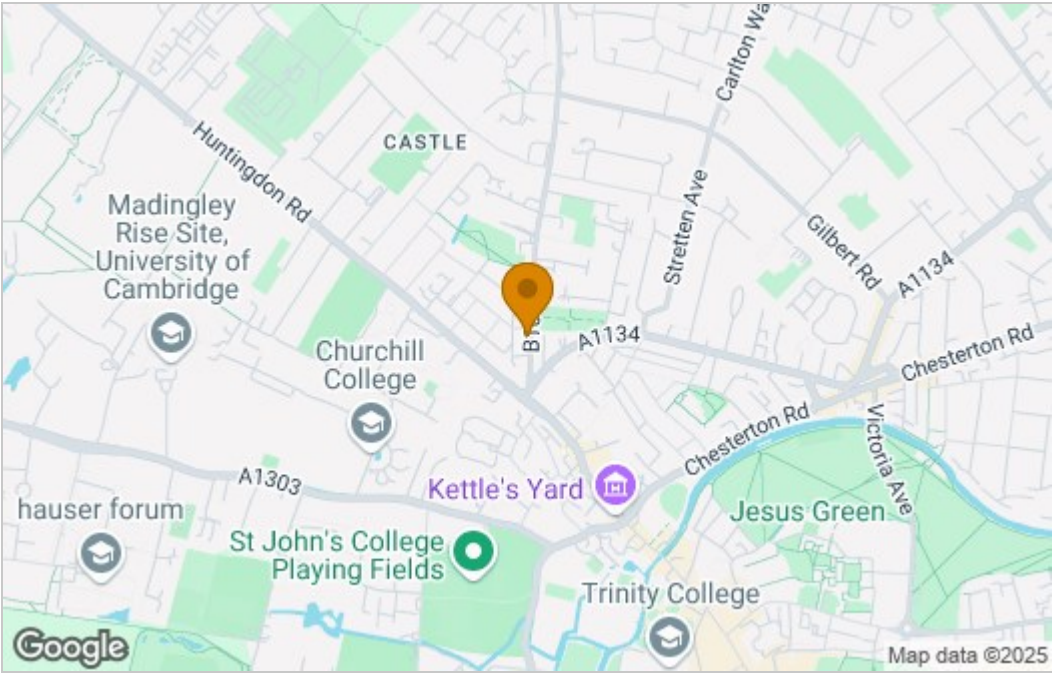 Carlton Wa
CASTLE
Huntingdon Rd
Stretten Ave
Madingley
Rise Site,
University of
Cambridge
Gilbert Rd
A1134
A1134
Churchill
College
Chesterton Rd
Chesterton Rd
Victoria Ave
A1303
Kettle's Yard
hauser forum
Jesus Green
St John's College
Playing Fields
Trinity College
Google
Map data ©2025